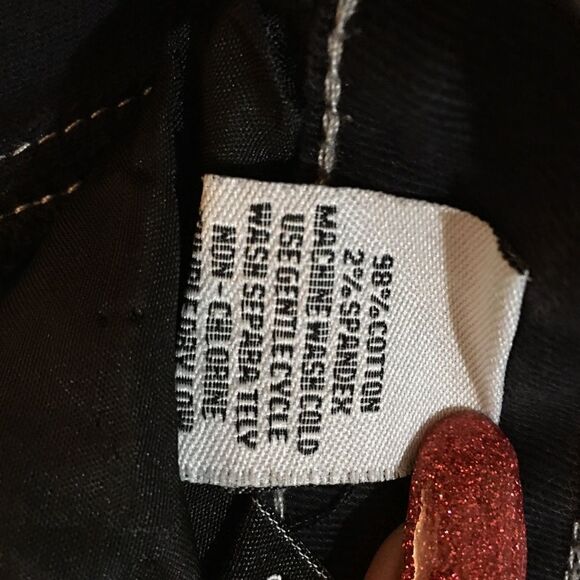 98% COTTON
2% SPANDEX
MACHINE WASH COLD
USE GENTLE CYCLE
WASH SEPARATELY
NON-CHLORINE